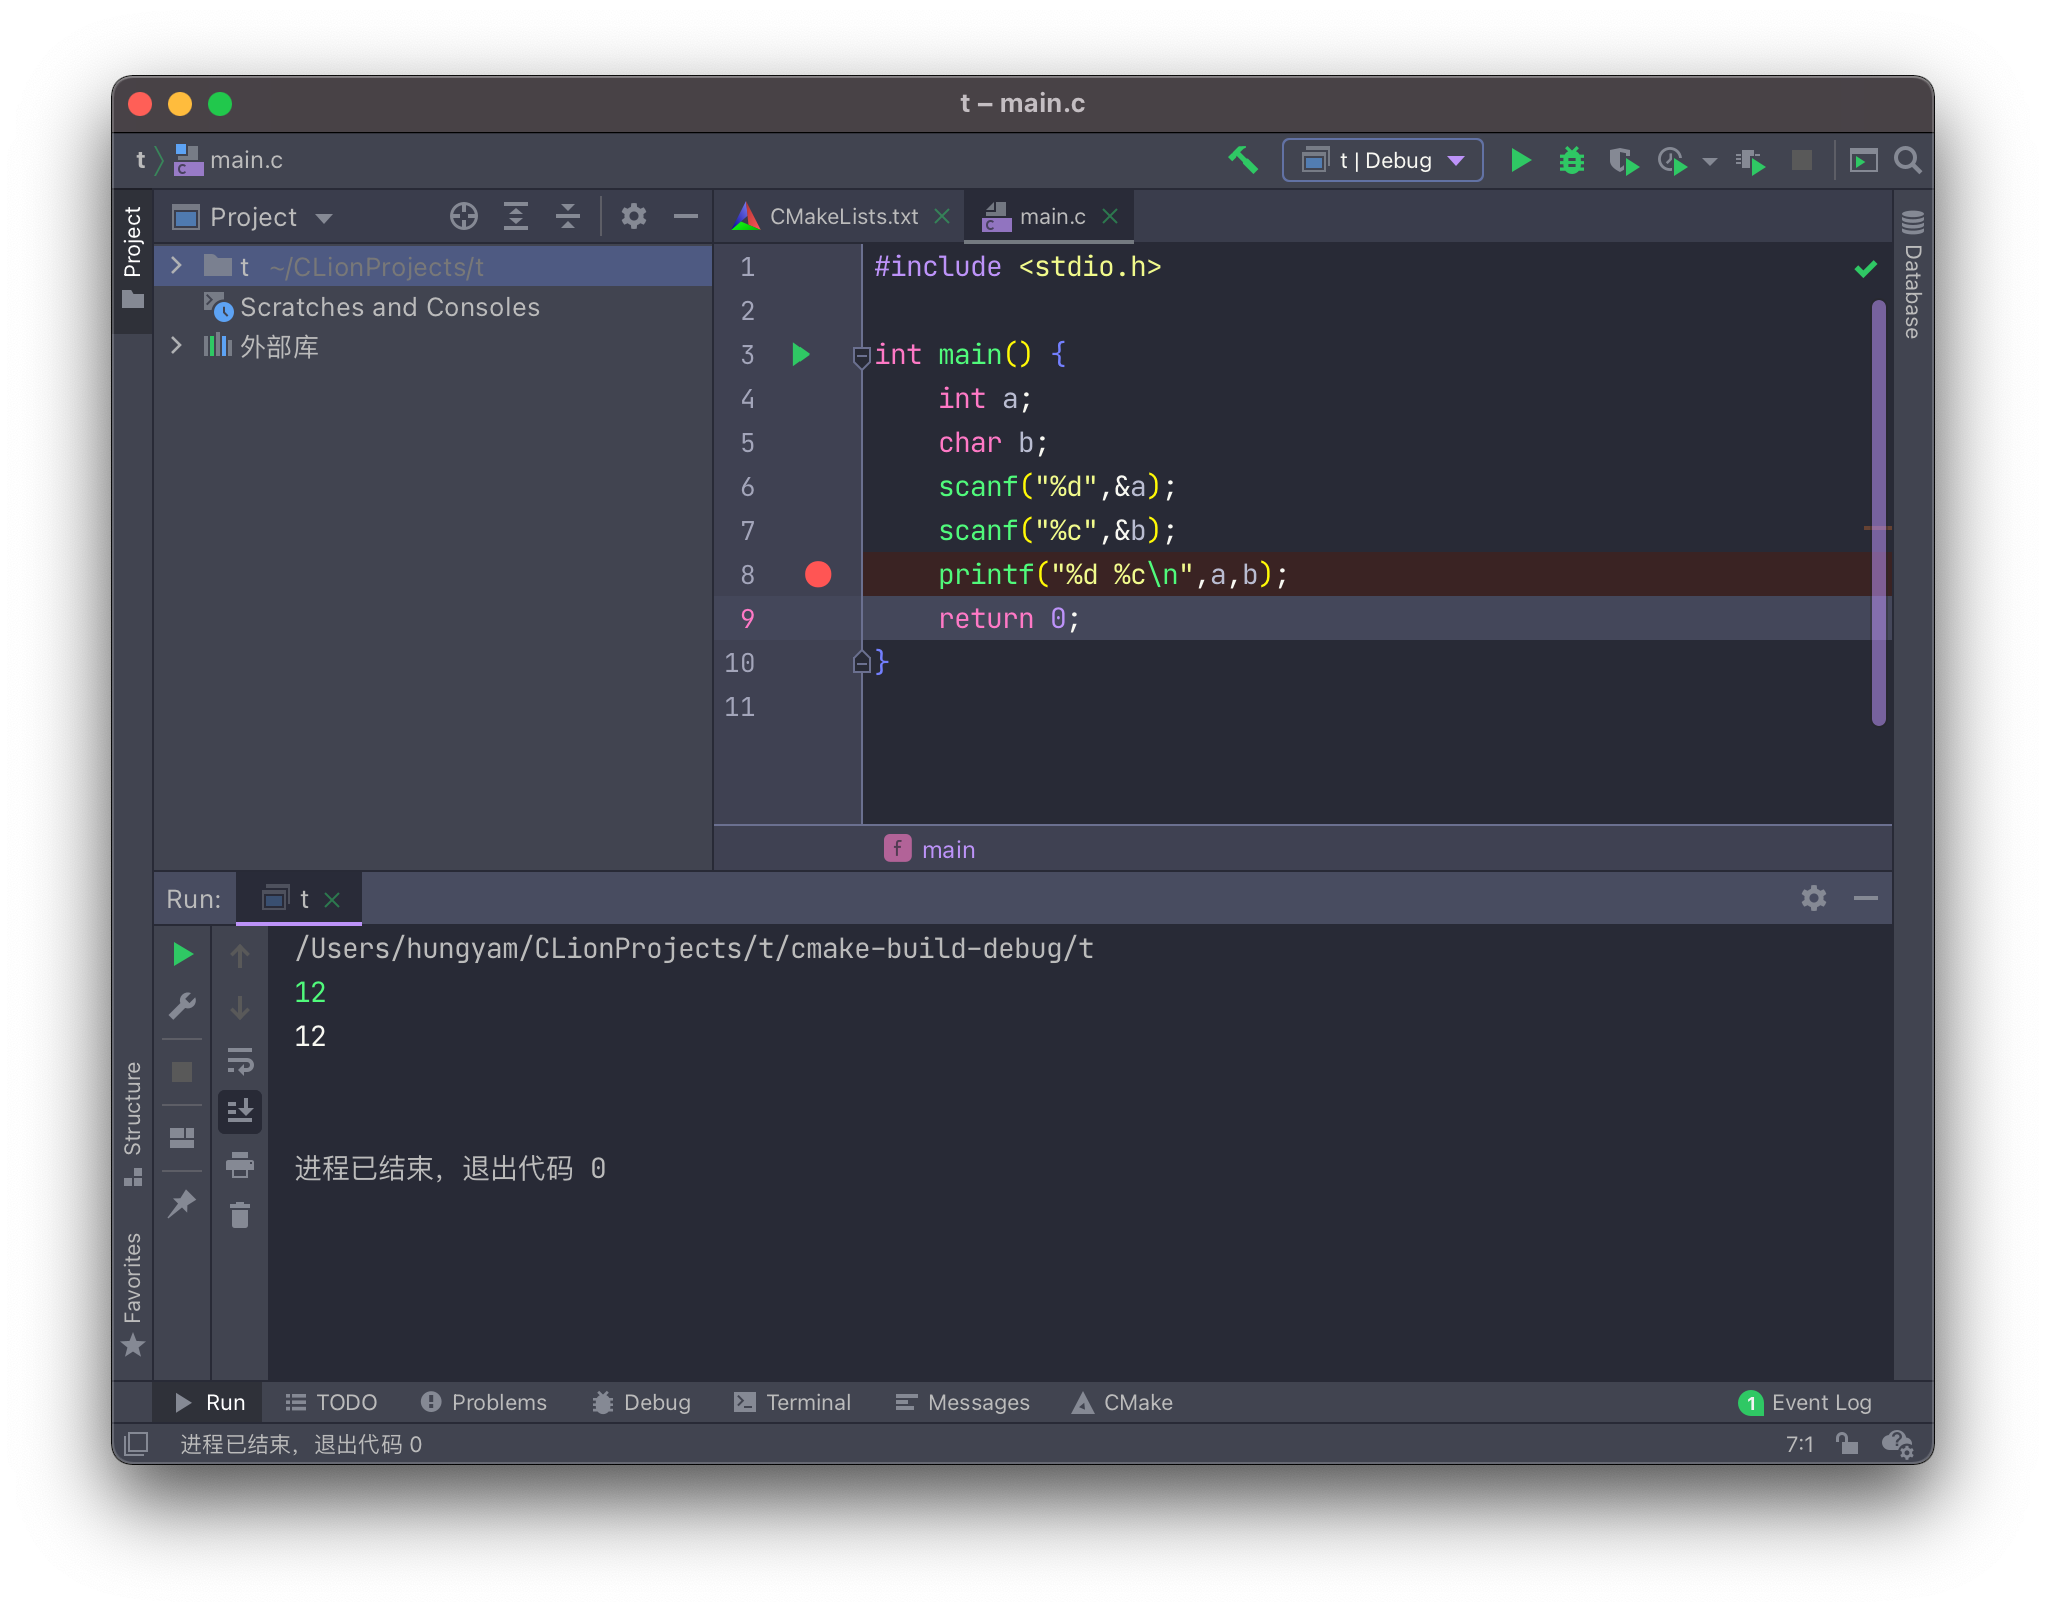 t – main.c
t main.c
t | Debug
Project
Project
CMakeLists.txt
main.c
Database
t ~/CLionProjects/t
Scratches and Consoles
外部库
1 #include <stdio.h>
2
3 int main() {
4 int a;
5 char b;
6 scanf("%d",&a);
7 scanf("%c",&b);
8 printf("%d %c\n",a,b);
9 return 0;
10 }
11
f main
Run: t
/Users/hungyam/CLionProjects/t/cmake-build-debug/t
12
12
进程已结束，退出代码 0
Structure
Favorites
Run TODO Problems Debug Terminal Messages CMake 1 Event Log
进程已结束，退出代码 0 7:1